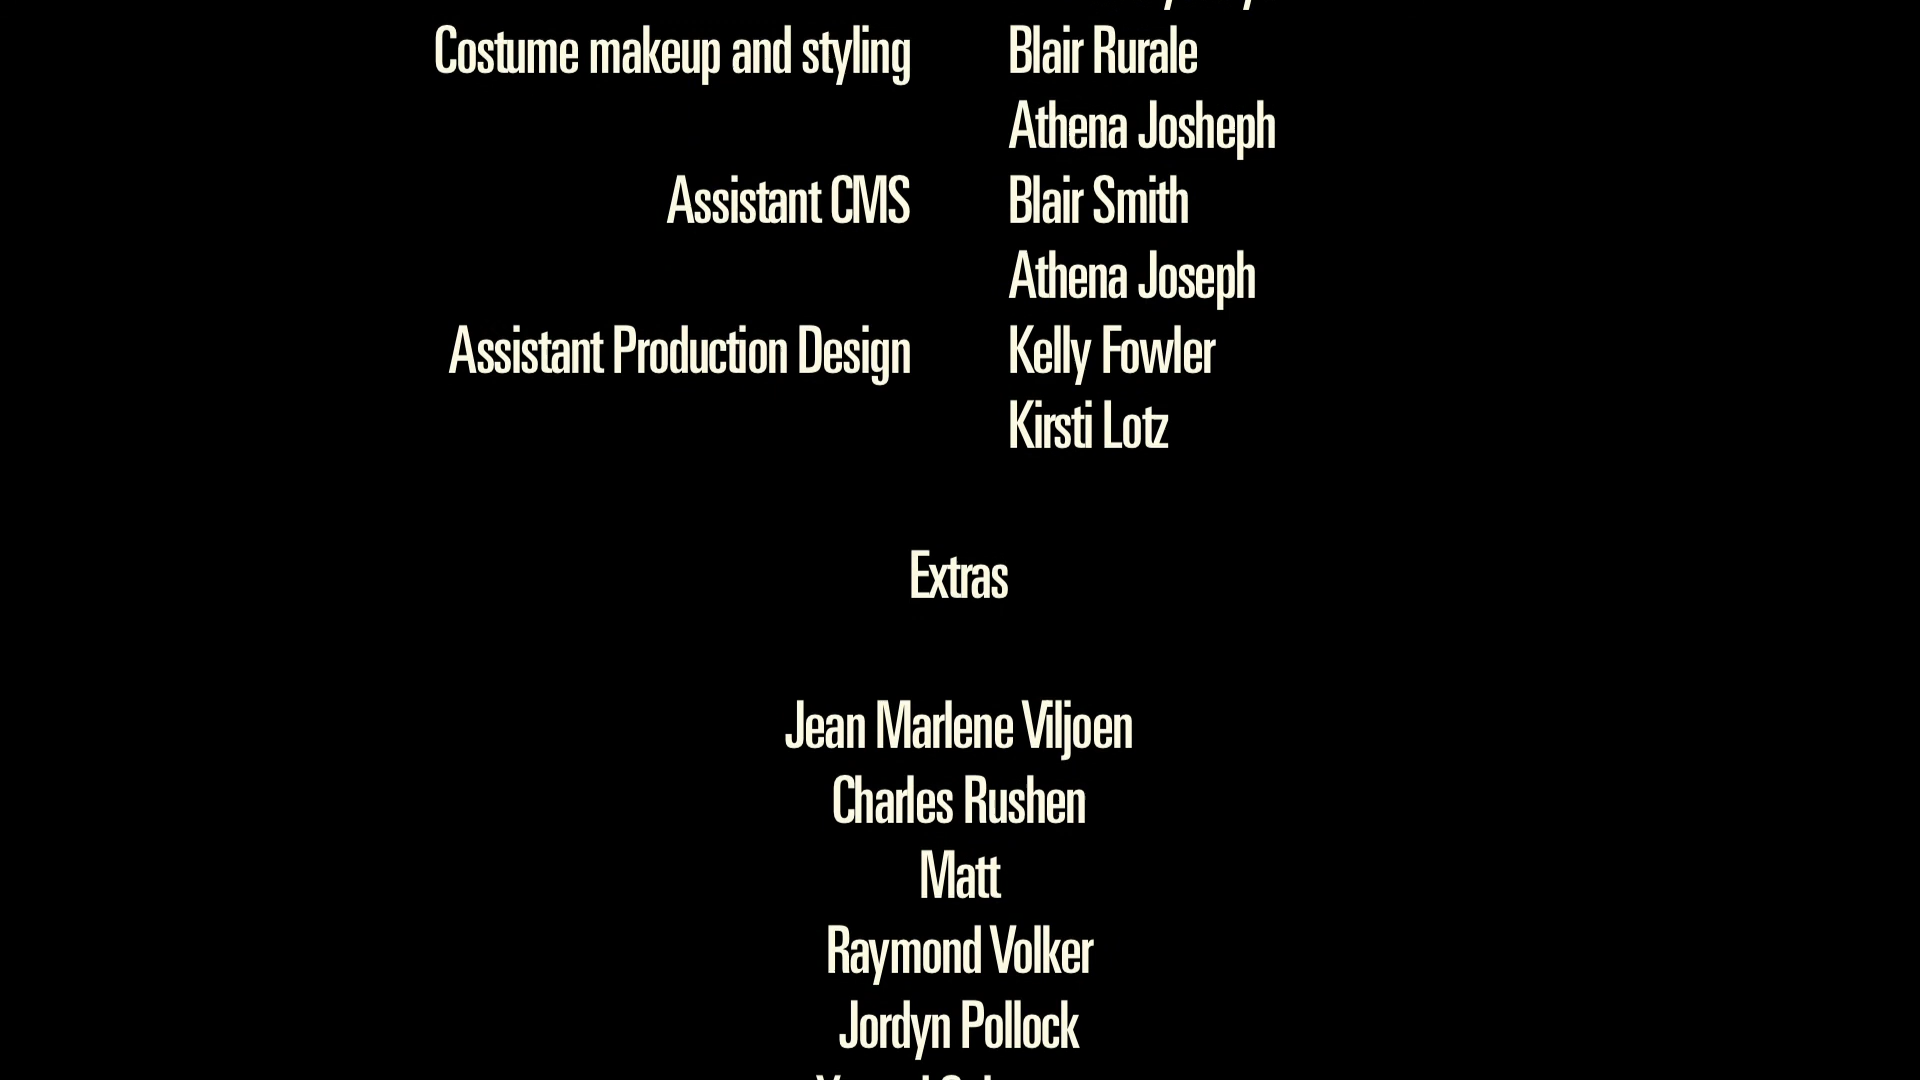 Costume makeup and styling Blair Rurale
Athena Josheph
Assistant CMS Blair Smith
Athena Joseph
Assistant Production Design Kelly Fowler
Kirsti Lotz
Extras
Jean Marlene Viljoen
Charles Rushen
Matt
Raymond Volker
Jordyn Pollock